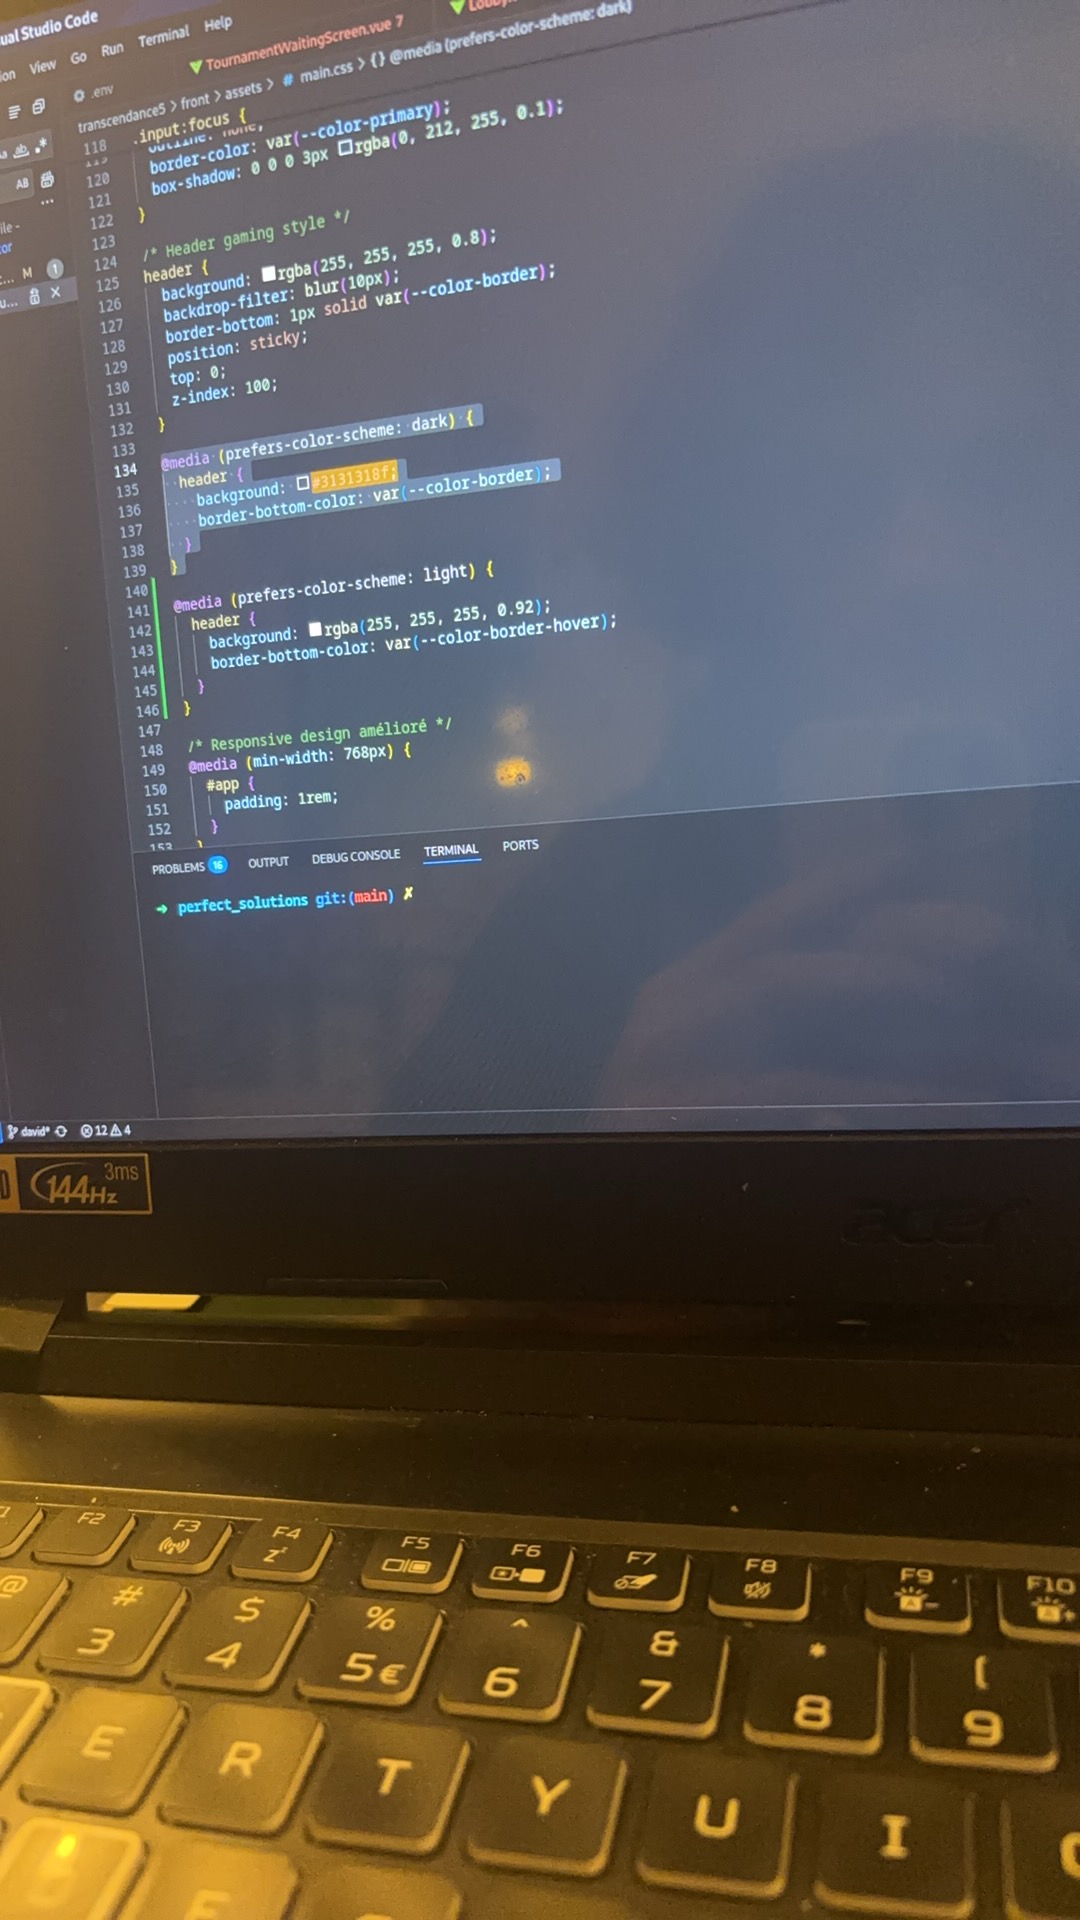 ual Studio Code
ion View Go Run Terminal Help
TournamentWaitingScreen.vue 7
.env
transcendance5 > front > assets > # main.css > {} @media (prefers-color-scheme: dark)
118 .input:focus {
119
120 border-color: var(--color-primary);
121 box-shadow: 0 0 0 3px rgba(0, 212, 255, 0.1);
122 }
123
124 /* Header gaming style */
125 header {
126 background: rgba(255, 255, 255, 0.8);
127 backdrop-filter: blur(10px);
128 border-bottom: 1px solid var(--color-border);
129 position: sticky;
130 top: 0;
131 z-index: 100;
132 }
133
134 @media (prefers-color-scheme: dark) {
135 header {
136 background: #3131318f;
137 border-bottom-color: var(--color-border);
138 }
139 }
140
141 @media (prefers-color-scheme: light) {
142 header {
143 background: rgba(255, 255, 255, 0.92);
144 border-bottom-color: var(--color-border-hover);
145 }
146 }
147
148 /* Responsive design amélioré */
149 @media (min-width: 768px) {
150 #app {
151 padding: 1rem;
152 }
153
AB
ile -
tor
M 1
u...
PROBLEMS 16 OUTPUT DEBUG CONSOLE TERMINAL PORTS
→ perfect_solutions git:(main) ✗
david* 12 4
144Hz 3ms
acer
F2 F3 F4 F5 F6 F7 F8 F9 F10
@ # $ % ^ & * (
3 4 5€ 6 7 8 9
E R T Y U I